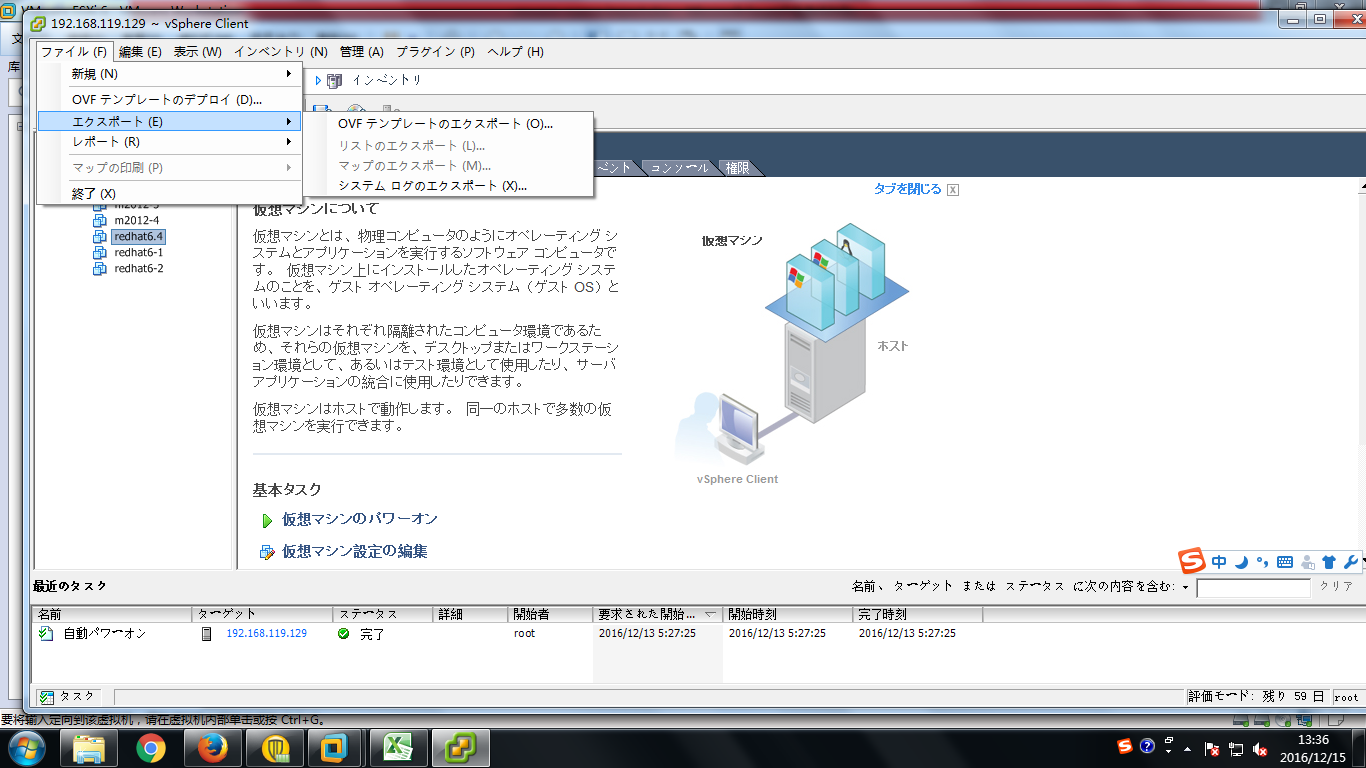 192.168.119.129 ~ vSphere Client
ファイル (F) 編集 (E) 表示 (W) インベントリ (N) 管理 (A) プラグイン (P) ヘルプ (H)
库
新規 (N)
OVF テンプレートのデプロイ (D)...
エクスポート (E)
レポート (R)
マップの印刷 (P)
終了 (X)
インベントリ
OVF テンプレートのエクスポート (O)...
リストのエクスポート (L)...
マップのエクスポート (M)...
システム ログのエクスポート (X)...
ベント コンソール 権限
タブを閉じる
m2012-4
redhat6.4
redhat6-1
redhat6-2
仮想マシンについて
仮想マシンとは、物理コンピュータのようにオペレーティング シ
ステムとアプリケーションを実行するソフトウェア コンピュータで
す。 仮想マシン上にインストールしたオペレーティング システ
ムのことを、ゲスト オペレーティング システム（ゲスト OS）と
いいます。
仮想マシンはそれぞれ隔離されたコンピュータ環境であるた
め、それらの仮想マシンを、デスクトップまたはワークステーシ
ョン環境として、あるいはテスト環境として使用したり、サーバ
アプリケーションの統合に使用したりできます。
仮想マシンはホストで動作します。 同一のホストで多数の仮
想マシンを実行できます。
仮想マシン
ホスト
vSphere Client
基本タスク
仮想マシンのパワーオン
仮想マシン設定の編集
中
最近のタスク
名前、ターゲット または ステータス に次の内容を含む:
クリア
名前 ターゲット ステータス 詳細 開始者 要求された開始... 開始時刻 完了時刻
自動パワーオン 192.168.119.129 完了 root 2016/12/13 5:27:25 2016/12/13 5:27:25 2016/12/13 5:27:25
タスク
評価モード: 残り 59 日 root
要将输入定向到该虚拟机，请在虚拟机内部单击或按 Ctrl+G。
13:36
2016/12/15